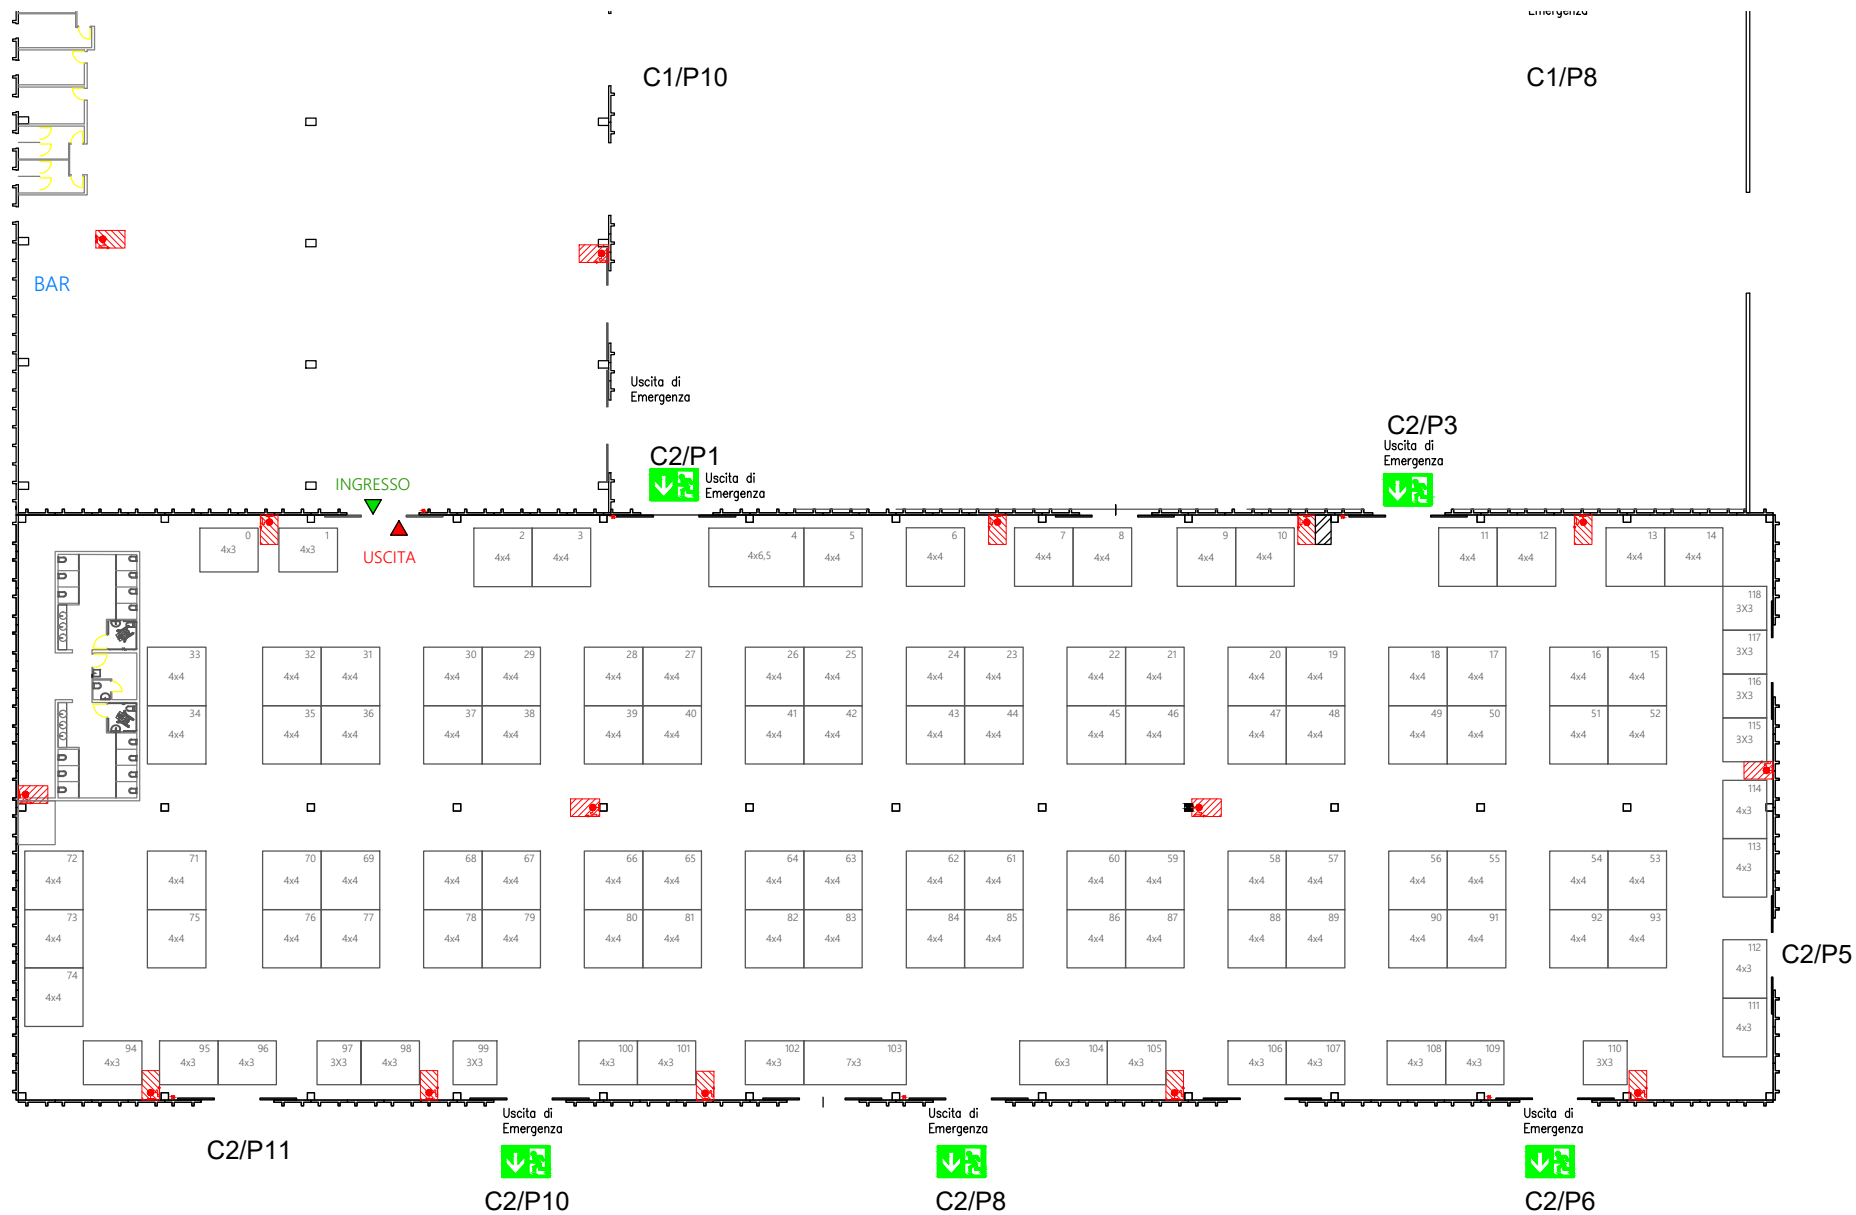 Emergenza
C1/P10
C1/P8
BAR
Uscita di
Emergenza
C2/P3
Uscita di
Emergenza
C2/P1
Uscita di
Emergenza
INGRESSO
USCITA
0
4x3
1
4x3
2
4x4
3
4x4
4
4x6,5
5
4x4
6
4x4
7
4x4
8
4x4
9
4x4
10
4x4
11
4x4
12
4x4
13
4x4
14
4x4
118
3X3
117
3X3
116
3X3
115
3X3
33
4x4
32
4x4
31
4x4
30
4x4
29
4x4
28
4x4
27
4x4
26
4x4
25
4x4
24
4x4
23
4x4
22
4x4
21
4x4
20
4x4
19
4x4
18
4x4
17
4x4
16
4x4
15
4x4
34
4x4
35
4x4
36
4x4
37
4x4
38
4x4
39
4x4
40
4x4
41
4x4
42
4x4
43
4x4
44
4x4
45
4x4
46
4x4
47
4x4
48
4x4
49
4x4
50
4x4
51
4x4
52
4x4
114
4x3
113
4x3
72
4x4
71
4x4
70
4x4
69
4x4
68
4x4
67
4x4
66
4x4
65
4x4
64
4x4
63
4x4
62
4x4
61
4x4
60
4x4
59
4x4
58
4x4
57
4x4
56
4x4
55
4x4
54
4x4
53
4x4
73
4x4
75
4x4
76
4x4
77
4x4
78
4x4
79
4x4
80
4x4
81
4x4
82
4x4
83
4x4
84
4x4
85
4x4
86
4x4
87
4x4
88
4x4
89
4x4
90
4x4
91
4x4
92
4x4
93
4x4
112
4x3
C2/P5
74
4x4
111
4x3
94
4x3
95
4x3
96
4x3
97
3X3
98
4x3
99
3X3
100
4x3
101
4x3
102
4x3
103
7x3
104
6x3
105
4x3
106
4x3
107
4x3
108
4x3
109
4x3
110
3X3
Uscita di
Emergenza
Uscita di
Emergenza
Uscita di
Emergenza
C2/P11
C2/P10
C2/P8
C2/P6